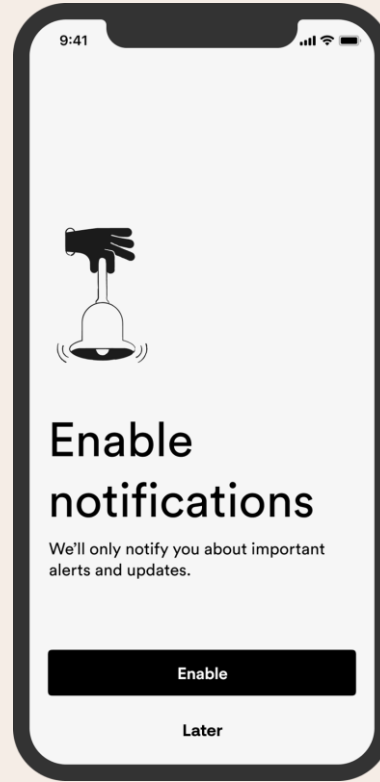 9:41
Enable
notifications
We’ll only notify you about important
alerts and updates.
Enable
Later